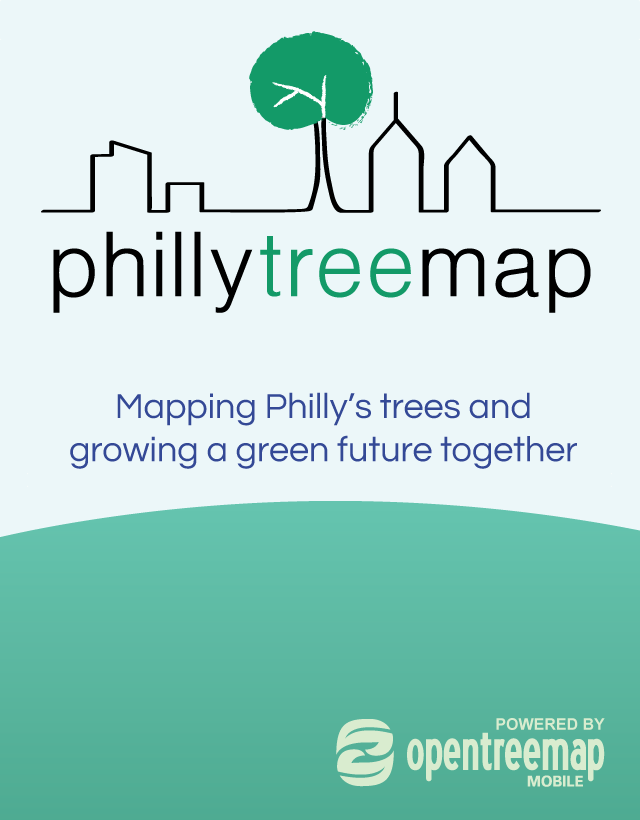 phillytreemap
Mapping Philly’s trees and
growing a green future together
POWERED BY
opentreemap
MOBILE